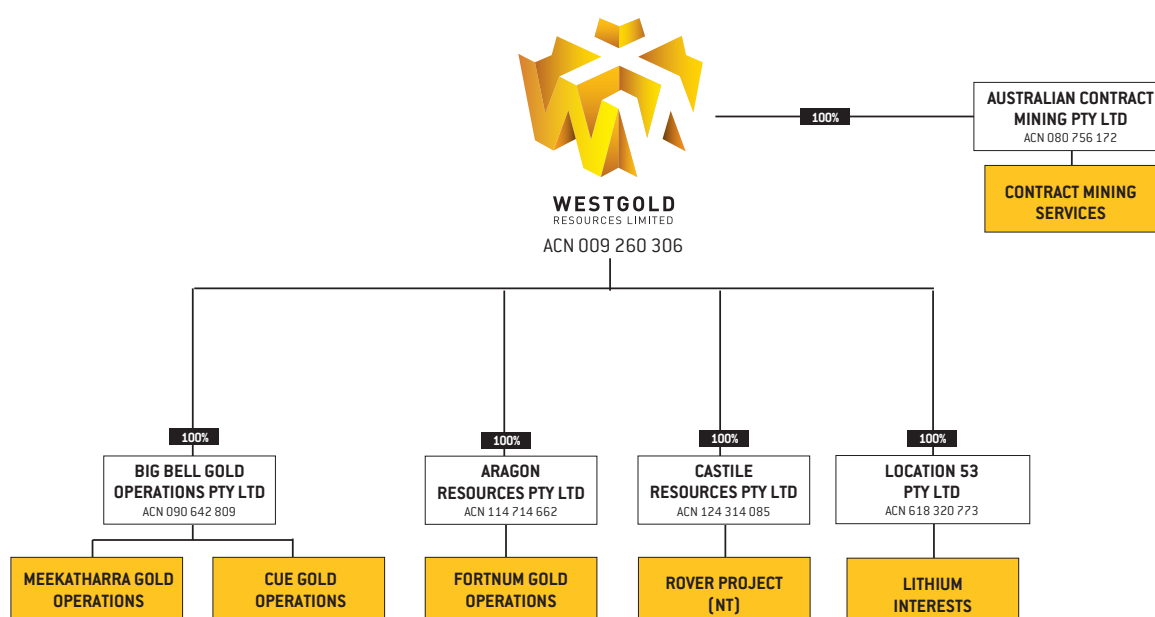 AUSTRALIAN CONTRACT
MINING PTY LTD
ACN 080 756 172
100%
CONTRACT MINING
SERVICES
WESTGOLD
RESOURCES LIMITED
ACN 009 260 306
100%
100%
100%
100%
BIG BELL GOLD
OPERATIONS PTY LTD
ACN 090 642 809
ARAGON
RESOURCES PTY LTD
ACN 114 714 662
CASTILE
RESOURCES PTY LTD
ACN 124 314 085
LOCATION 53
PTY LTD
ACN 618 320 773
MEEKATHARRA GOLD
OPERATIONS
CUE GOLD
OPERATIONS
FORTNUM GOLD
OPERATIONS
ROVER PROJECT
(NT)
LITHIUM
INTERESTS